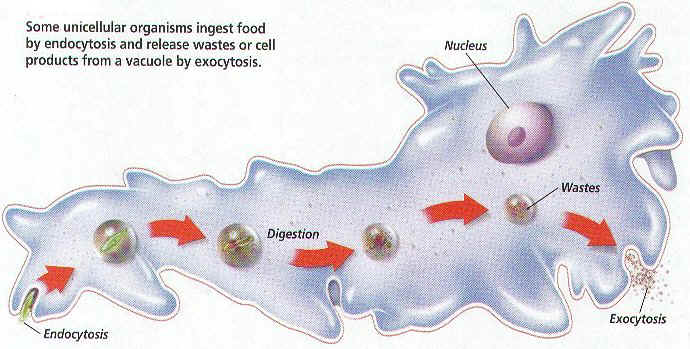 Some unicellular organisms ingest food
by endocytosis and release wastes or cell
products from a vacuole by exocytosis.
Nucleus
Wastes
Digestion
Exocytosis
Endocytosis